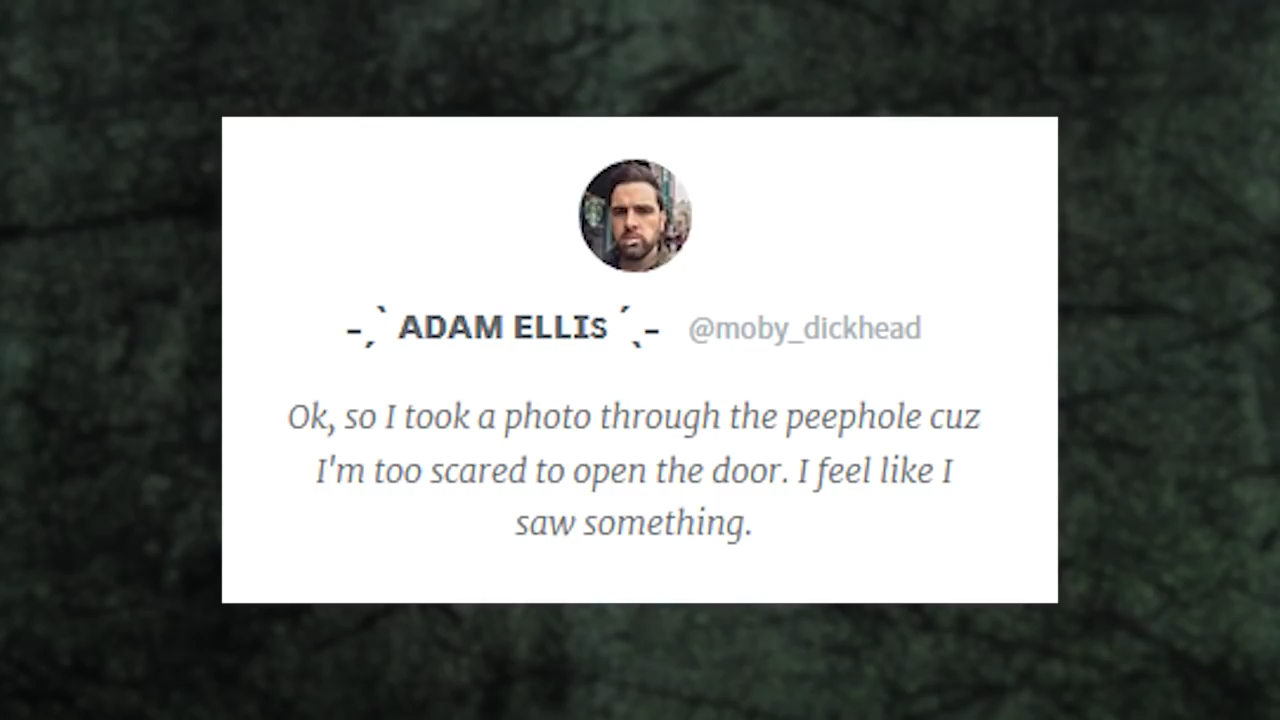 -ˏˋ ADAM ELLIS ˊˎ- @moby_dickhead
Ok, so I took a photo through the peephole cuz
I'm too scared to open the door. I feel like I
saw something.